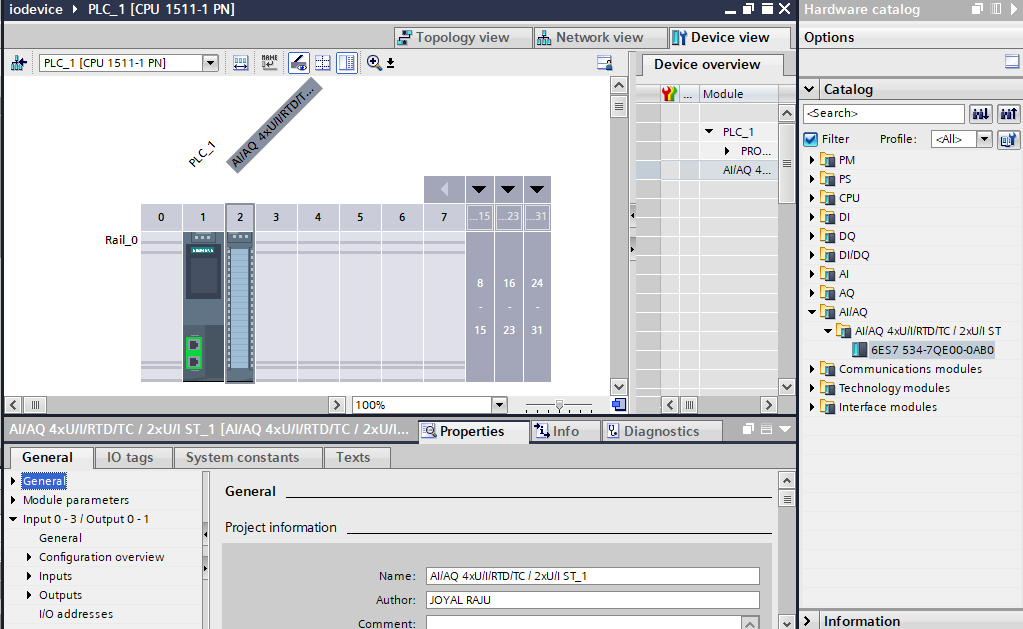 iodevice ▸ PLC_1 [CPU 1511-1 PN]
Topology view
Network view
Device view
PLC_1 [CPU 1511-1 PN]
NAME
PLC_1
AI/AQ 4xU/I/RTD/T...
0 1 2 3 4 5 6 7 ...15 ...23 ...31
Rail_0
SIEMENS
8 16 24
- - -
15 23 31
100%
Device overview
... Module
PLC_1
PRO...
AI/AQ 4...
AI/AQ 4xU/I/RTD/TC / 2xU/I ST_1 [AI/AQ 4xU/I/RTD/TC / 2xU/I...
Properties
Info
Diagnostics
General
IO tags
System constants
Texts
General
Module parameters
Input 0 - 3 / Output 0 - 1
General
Configuration overview
Inputs
Outputs
I/O addresses
General
Project information
Name: AI/AQ 4xU/I/RTD/TC / 2xU/I ST_1
Author: JOYAL RAJU
Comment:
Hardware catalog
Options
Catalog
<Search>
Filter Profile: <All>
PM
PS
CPU
DI
DQ
DI/DQ
AI
AQ
AI/AQ
AI/AQ 4xU/I/RTD/TC / 2xU/I ST
6ES7 534-7QE00-0AB0
Communications modules
Technology modules
Interface modules
Information